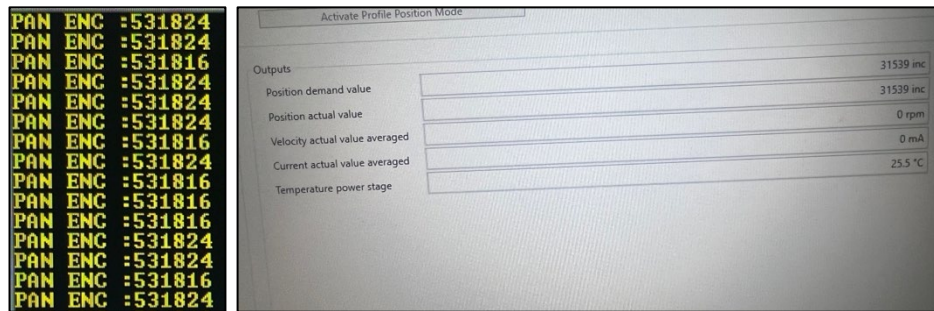 PAN ENC :531824
PAN ENC :531824
PAN ENC :531816
PAN ENC :531824
PAN ENC :531824
PAN ENC :531824
PAN ENC :531816
PAN ENC :531824
PAN ENC :531816
PAN ENC :531816
PAN ENC :531816
PAN ENC :531824
PAN ENC :531824
PAN ENC :531816
PAN ENC :531824
Activate Profile Position Mode
Outputs
Position demand value 31539 inc
Position actual value 31539 inc
Velocity actual value averaged 0 rpm
Current actual value averaged 0 mA
Temperature power stage 25.5 °C